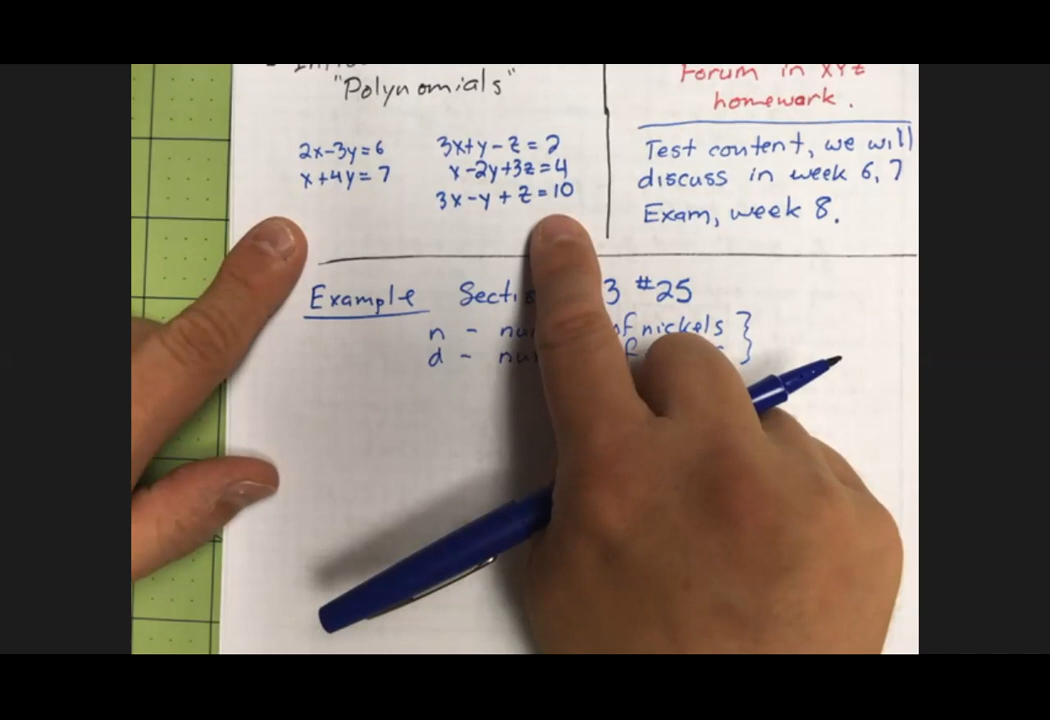 "Polynomials"
2x-3y=6
x+4y=7
3x+y-z=2
x-2y+3z=4
3x-y+z=10
Forum in XYZ
homework.
Test content, we will
discuss in week 6,7
Exam, week 8.
Example 3 #25
n - of nickels }
d -